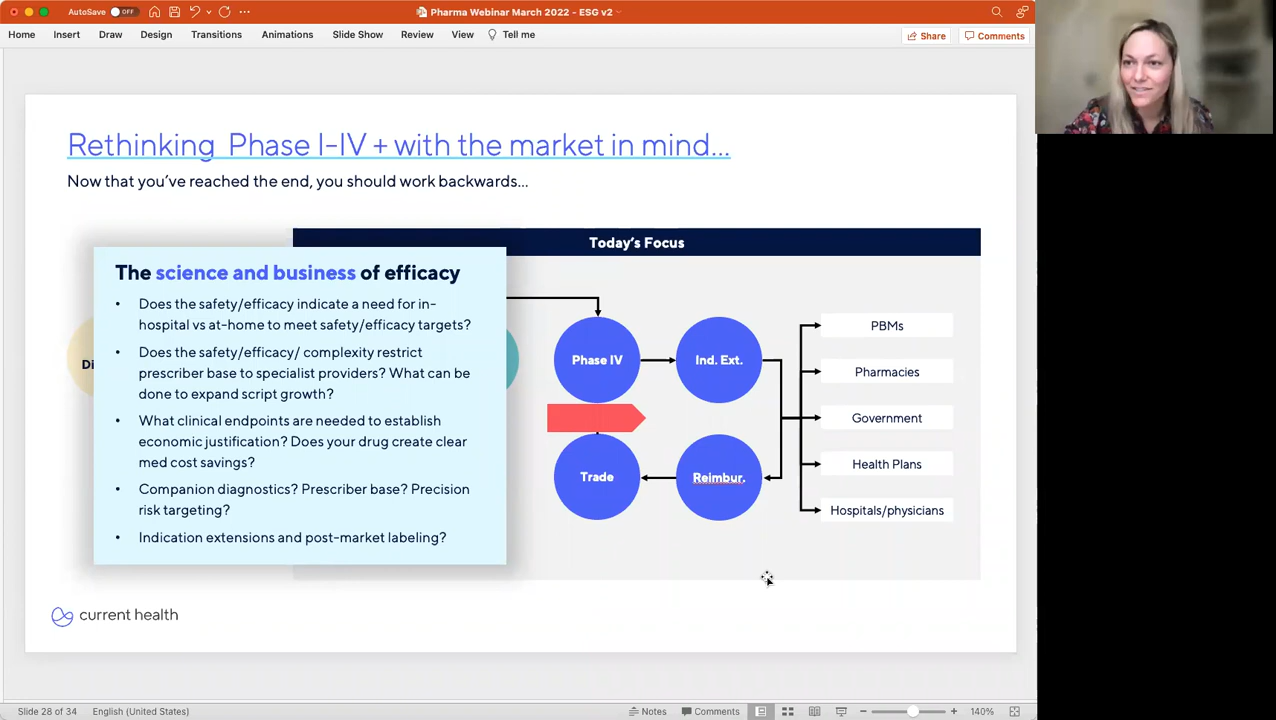 AutoSave OFF
Pharma Webinar March 2022 - ESG v2
Home Insert Draw Design Transitions Animations Slide Show Review View Tell me Share Comments
Rethinking Phase I-IV + with the market in mind...
Now that you've reached the end, you should work backwards...
Today's Focus
The science and business of efficacy
• Does the safety/efficacy indicate a need for in-
hospital vs at-home to meet safety/efficacy targets?
• Does the safety/efficacy/ complexity restrict
prescriber base to specialist providers? What can be
done to expand script growth?
• What clinical endpoints are needed to establish
economic justification? Does your drug create clear
med cost savings?
• Companion diagnostics? Prescriber base? Precision
risk targeting?
• Indication extensions and post-market labeling?
Di
Phase IV
Ind. Ext.
Trade
Reimbur.
PBMs
Pharmacies
Government
Health Plans
Hospitals/physicians
current health
Slide 28 of 34 English (United States) Notes Comments 140%